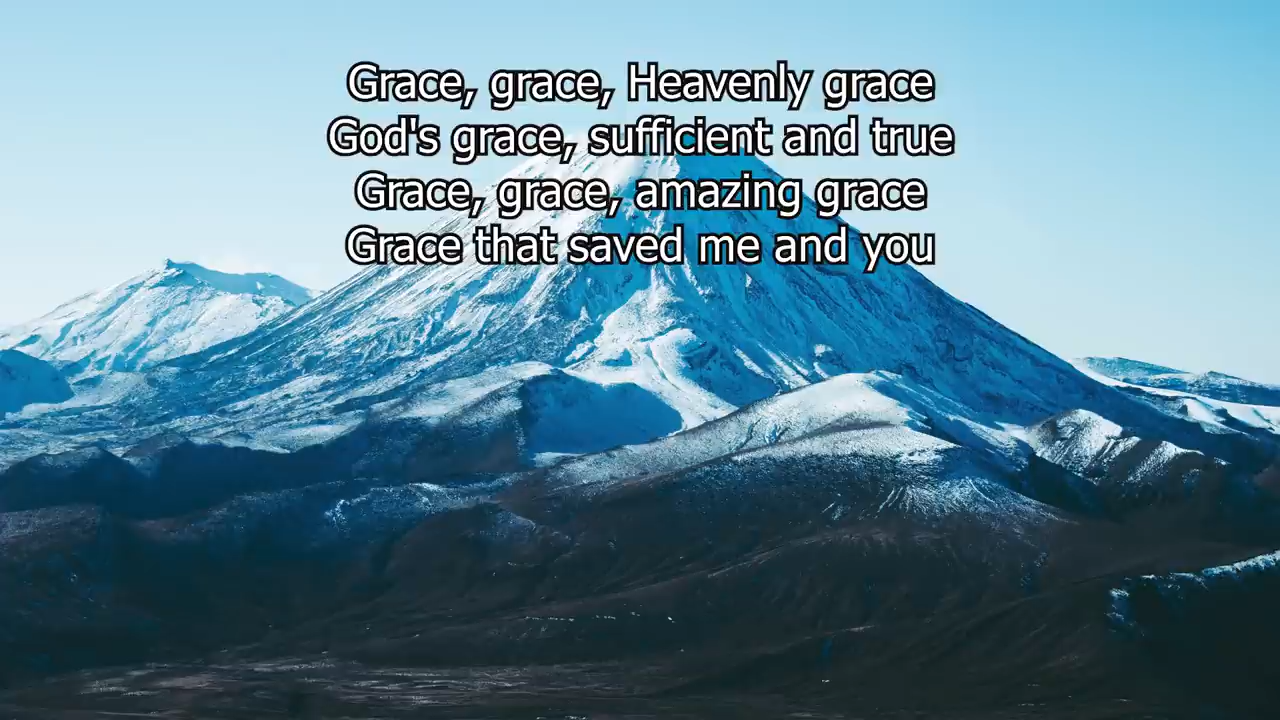 Grace, grace, Heavenly grace
God's grace, sufficient and true
Grace, grace, amazing grace
Grace that saved me and you